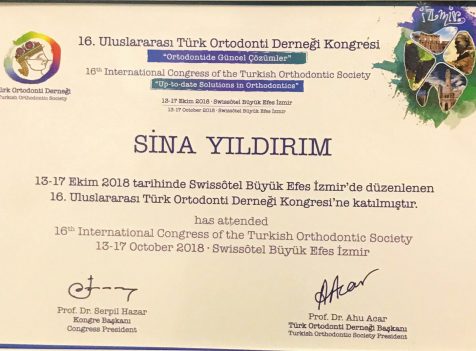 16. Uluslararası Türk Ortodonti Derneği Kongresi
"Ortodontide Güncel Çözümler"
16th International Congress of the Turkish Orthodontic Society
"Up-to-date Solutions in Orthodontics"
13-17 Ekim 2018 · Swissôtel Büyük Efes İzmir
13-17 October 2018 · Swissôtel Büyük Efes İzmir
İzmir
Türk Ortodonti Derneği
Turkish Orthodontic Society
SİNA YILDIRIM
13-17 Ekim 2018 tarihinde Swissôtel Büyük Efes İzmir'de düzenlenen
16. Uluslararası Türk Ortodonti Derneği Kongresi'ne katılmıştır.
has attended
16th International Congress of the Turkish Orthodontic Society
13-17 October 2018 · Swissôtel Büyük Efes İzmir
Prof. Dr. Serpil Hazar
Kongre Başkanı
Congress President
AAcar
Prof. Dr. Ahu Acar
Türk Ortodonti Derneği Başkanı
Turkish Orthodontic Society President